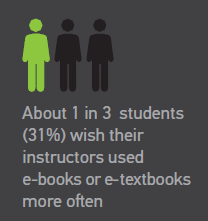 About 1 in 3 students
(31%) wish their
instructors used
e-books or e-textbooks
more often